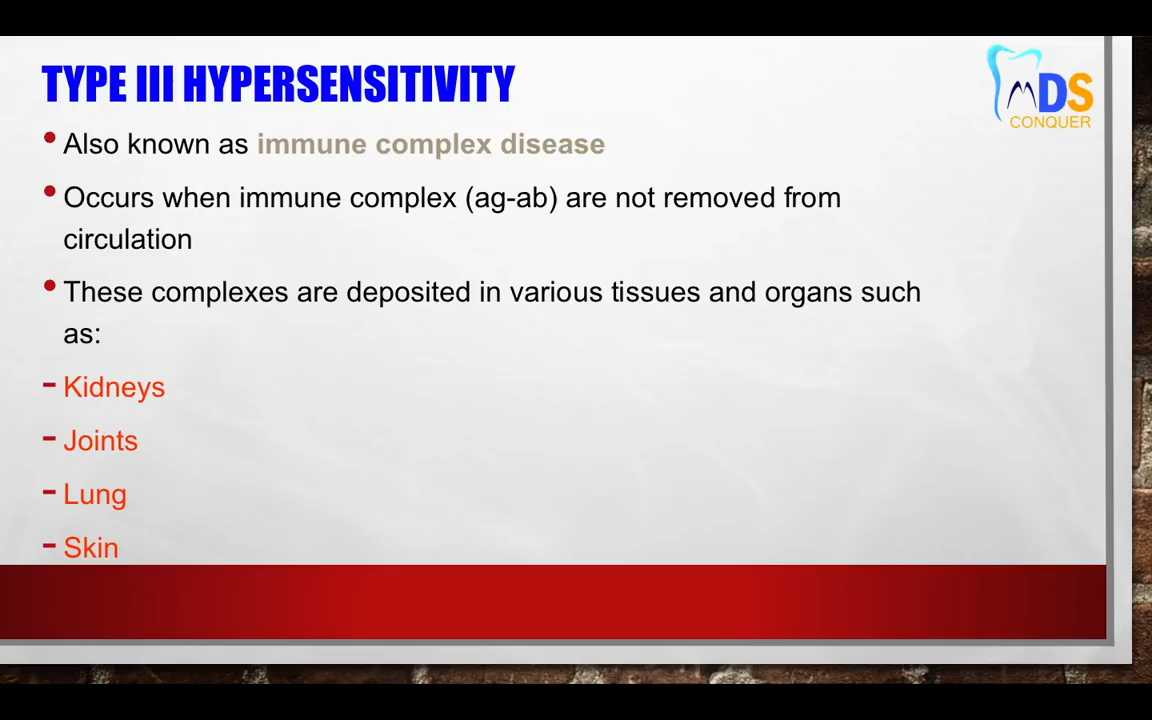 TYPE III HYPERSENSITIVITY
MDS
CONQUER
• Also known as immune complex disease
• Occurs when immune complex (ag-ab) are not removed from
circulation
• These complexes are deposited in various tissues and organs such
as:
- Kidneys
- Joints
- Lung
- Skin